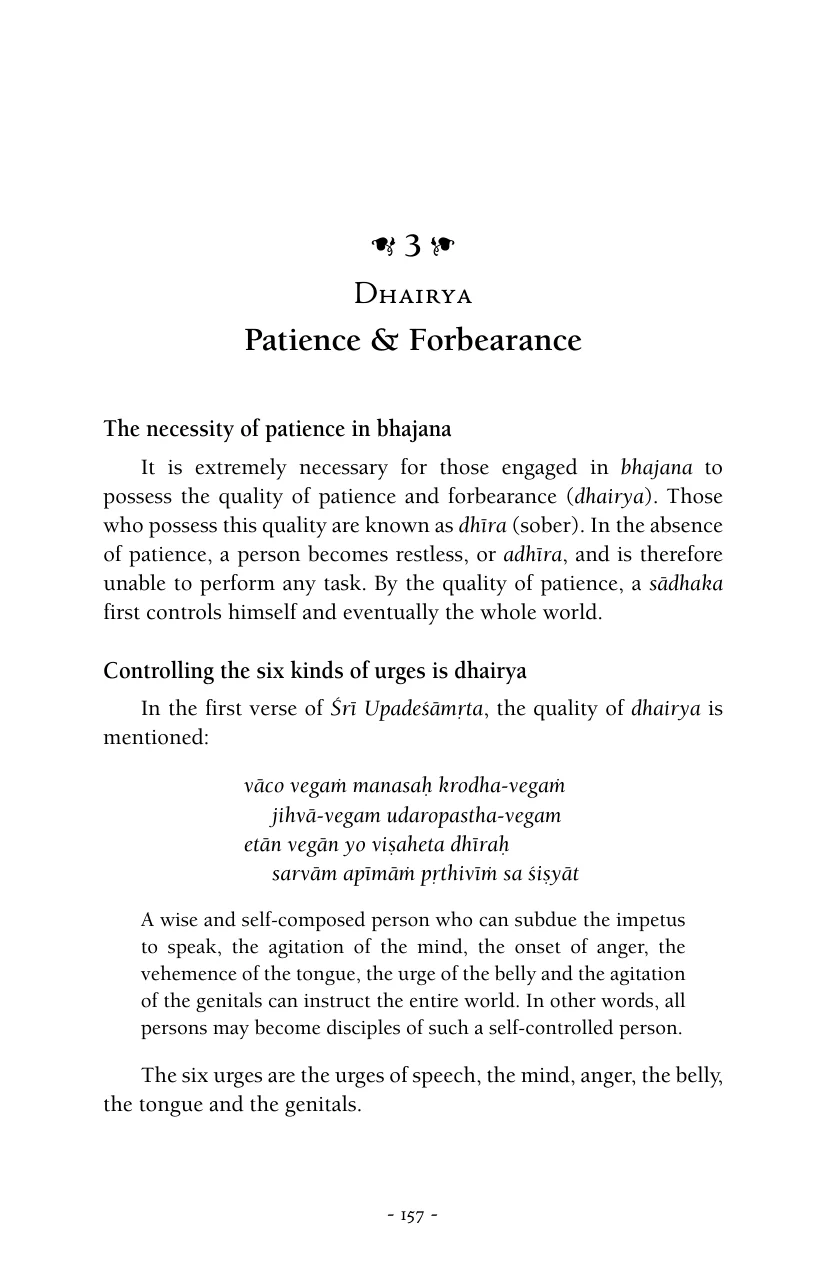 3
Dhairya
Patience & Forbearance
The necessity of patience in bhajana
It is extremely necessary for those engaged in bhajana to
possess the quality of patience and forbearance (dhairya). Those
who possess this quality are known as dhīra (sober). In the absence
of patience, a person becomes restless, or adhīra, and is therefore
unable to perform any task. By the quality of patience, a sādhaka
first controls himself and eventually the whole world.
Controlling the six kinds of urges is dhairya
In the first verse of Śrī Upadeśāmṛta, the quality of dhairya is
mentioned:
vāco vegaṁ manasaḥ krodha-vegaṁ
jihvā-vegam udaropastha-vegam
etān vegān yo viṣaheta dhīraḥ
sarvām apīmāṁ pṛthivīṁ sa śiṣyāt
A wise and self-composed person who can subdue the impetus
to speak, the agitation of the mind, the onset of anger, the
vehemence of the tongue, the urge of the belly and the agitation
of the genitals can instruct the entire world. In other words, all
persons may become disciples of such a self-controlled person.
The six urges are the urges of speech, the mind, anger, the belly,
the tongue and the genitals.
- 157 -